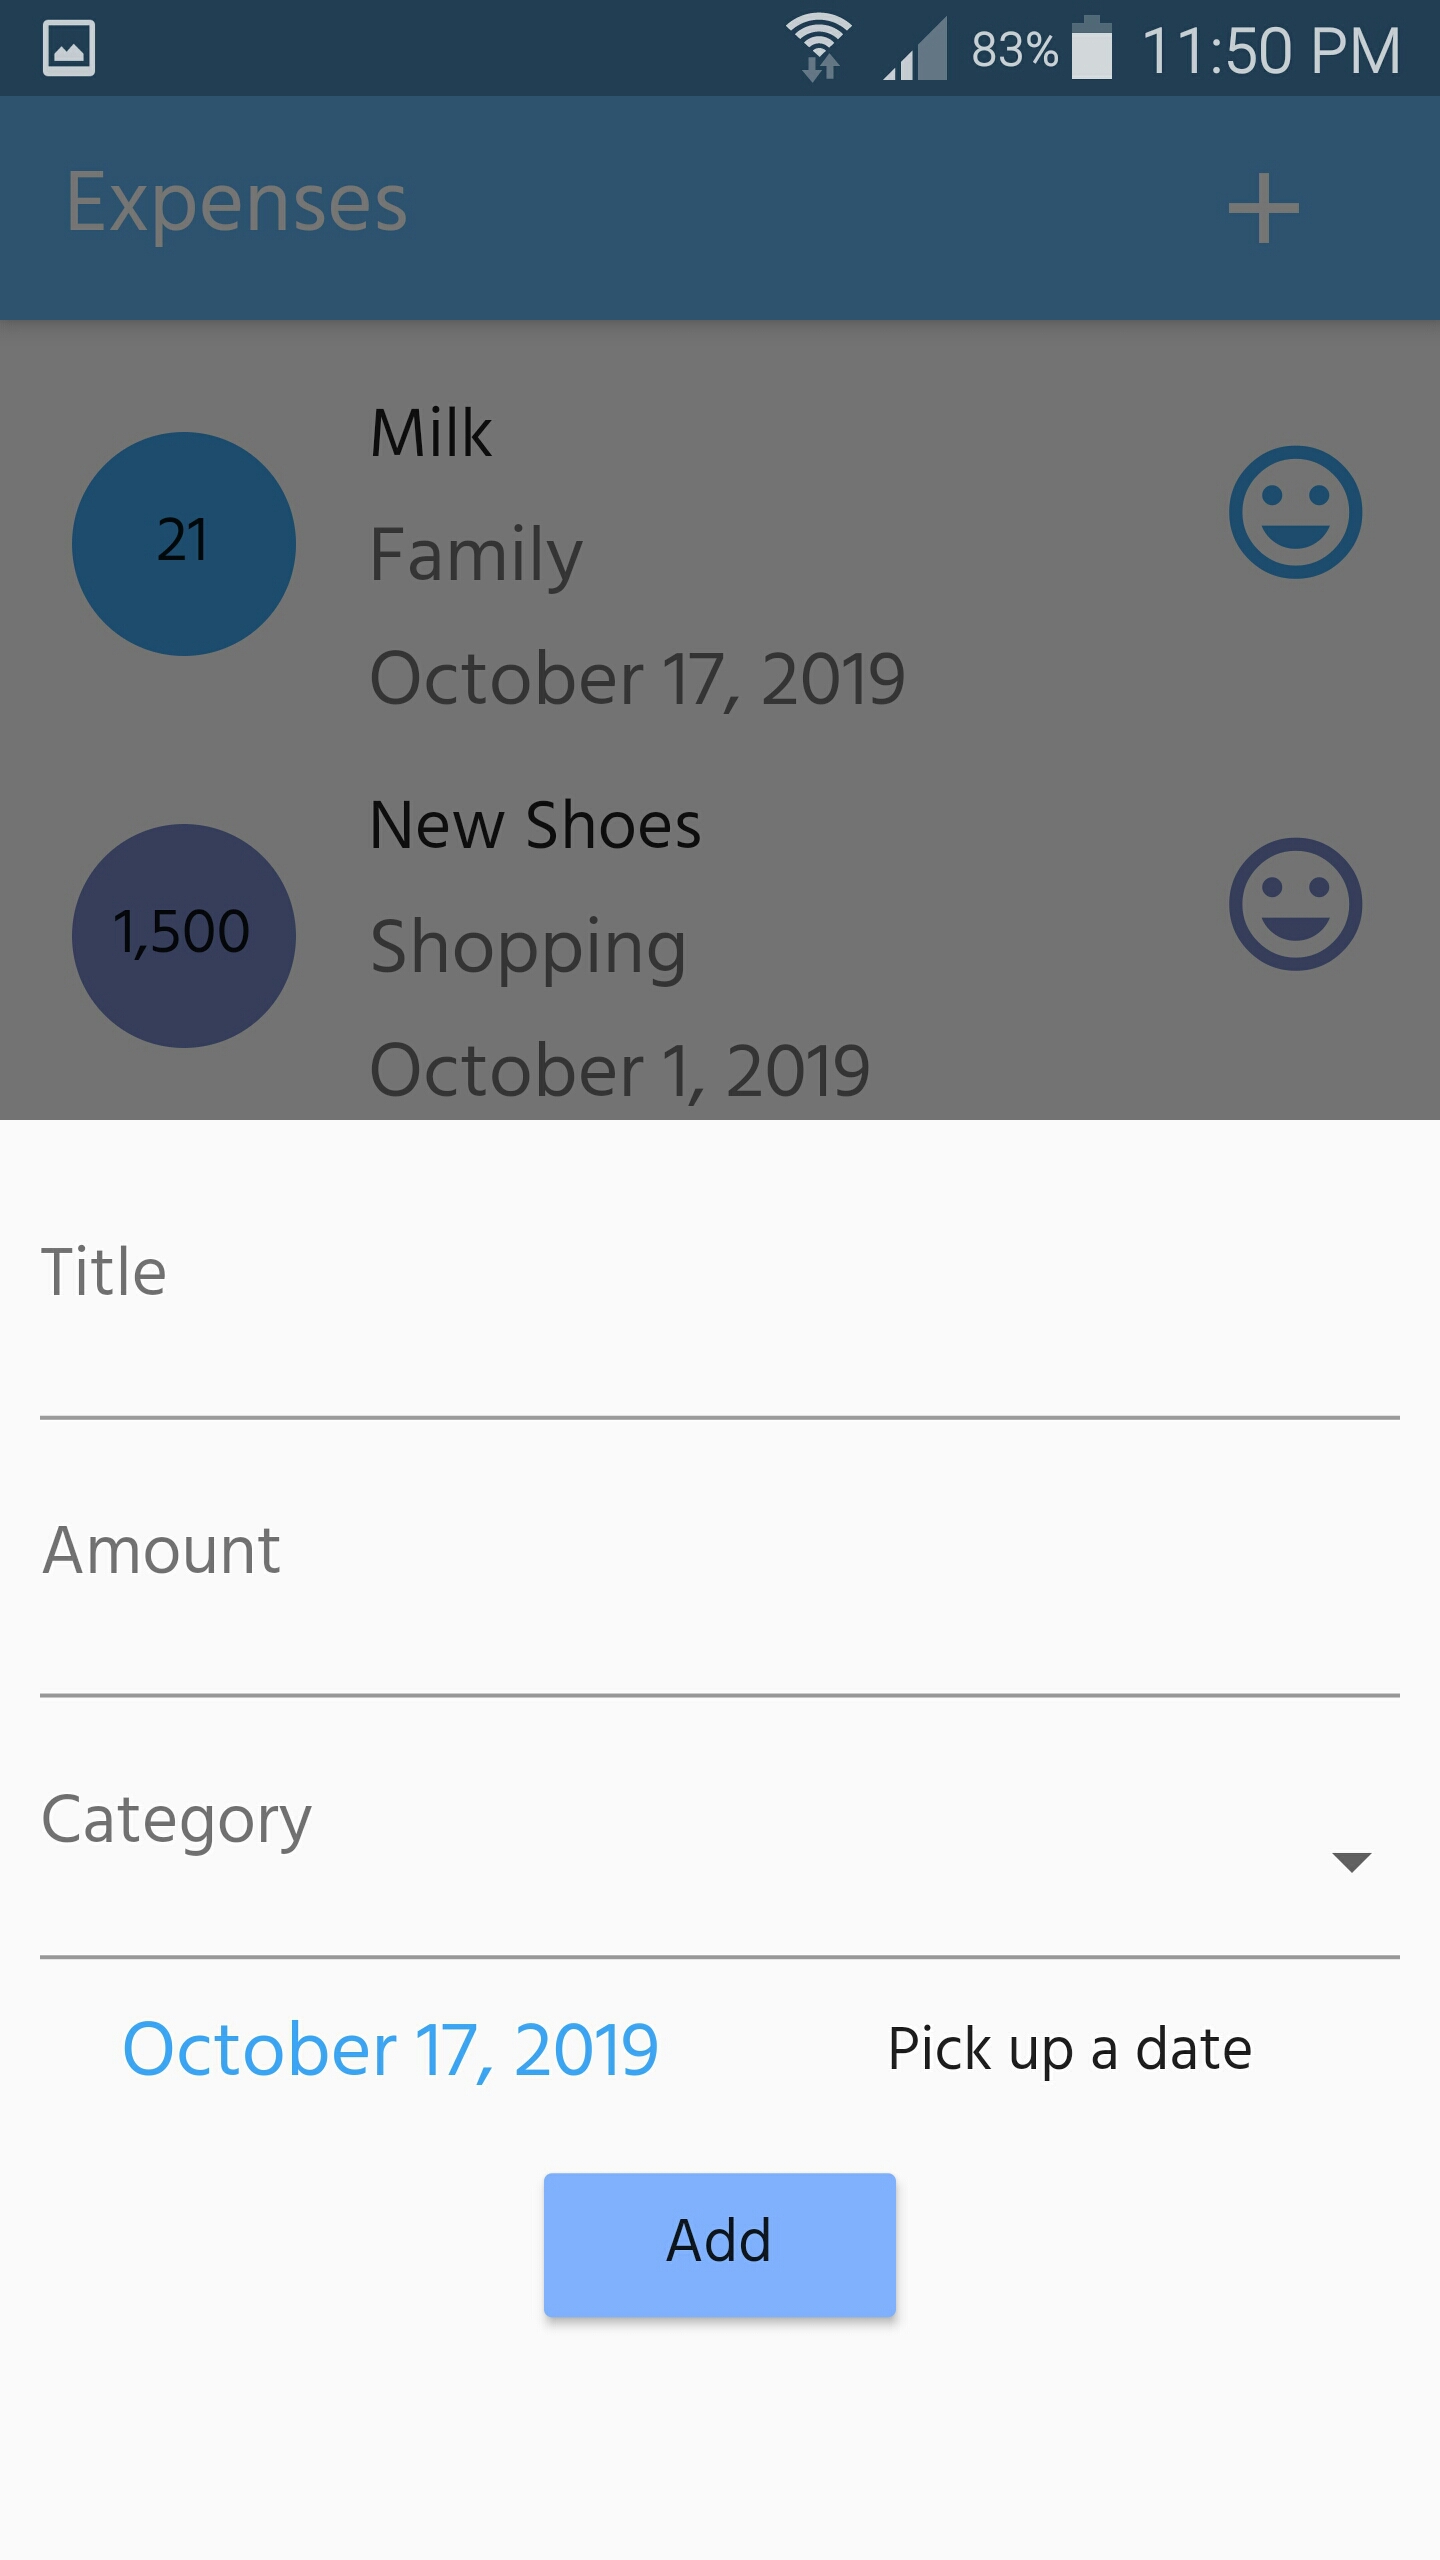 83% 11:50 PM
Expenses
21
Milk
Family
October 17, 2019
1,500
New Shoes
Shopping
October 1, 2019
Title
Amount
Category
October 17, 2019
Pick up a date
Add